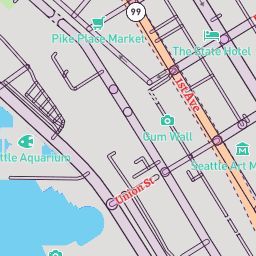 99
Pike Place Market
The State Hotel
1st Ave
Gum Wall
ttle Aquarium
Seattle Art M
Union St